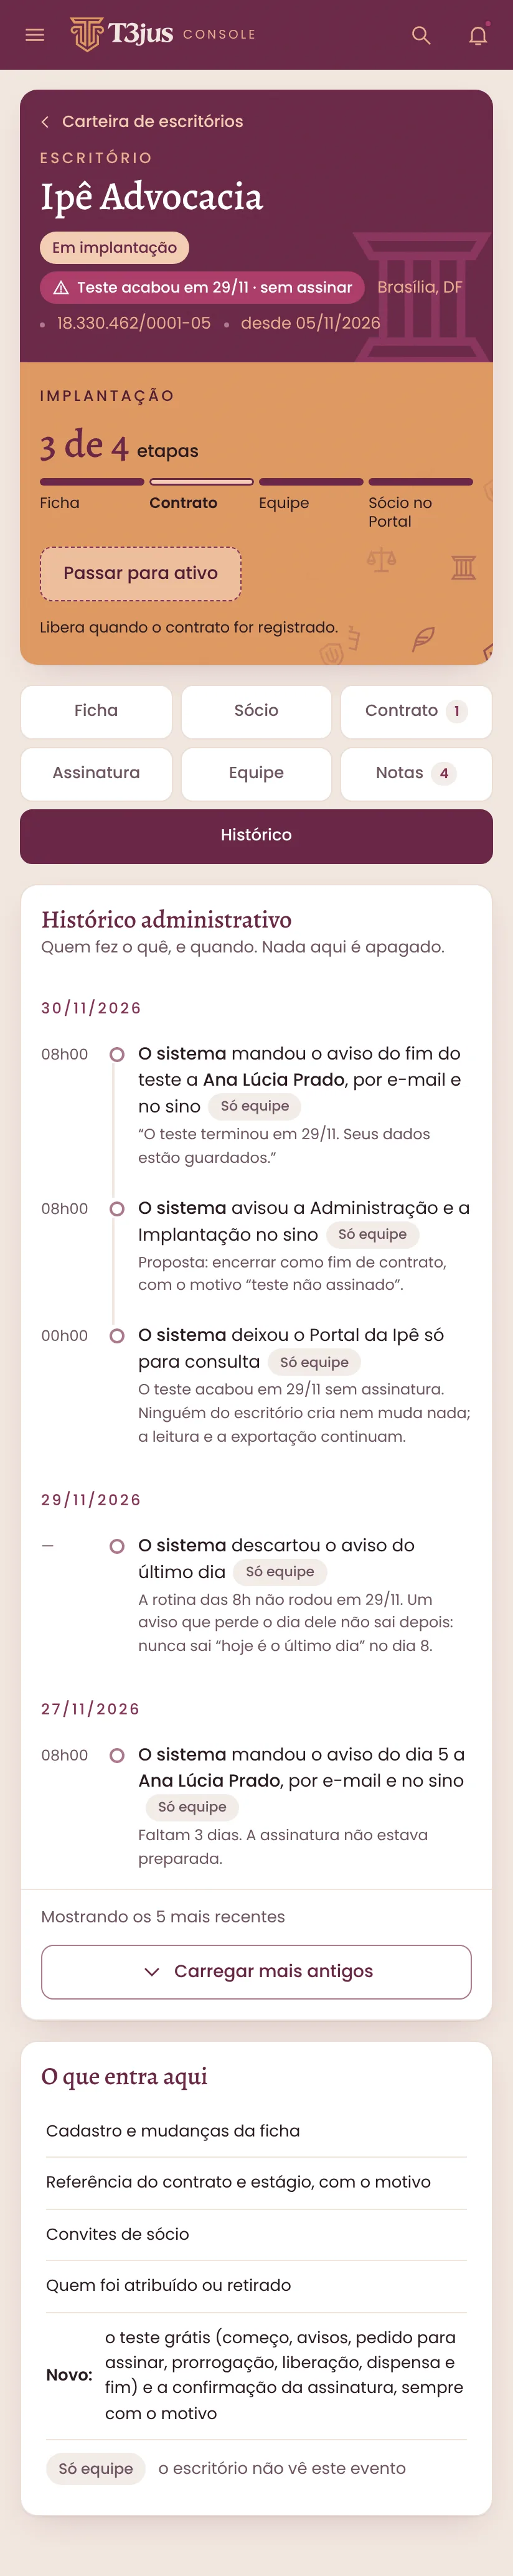 T3jus CONSOLE
Carteira de escritórios
ESCRITÓRIO
Ipê Advocacia
Em implantação
Teste acabou em 29/11 · sem assinar Brasília, DF
• 18.330.462/0001-05 • desde 05/11/2026
IMPLANTAÇÃO
3 de 4 etapas
Ficha Contrato Equipe Sócio no
Portal
Passar para ativo
Libera quando o contrato for registrado.
Ficha Sócio Contrato 1
Assinatura Equipe Notas 4
Histórico
Histórico administrativo
Quem fez o quê, e quando. Nada aqui é apagado.
30/11/2026
08h00 O sistema mandou o aviso do fim do
teste a Ana Lúcia Prado, por e-mail e
no sino Só equipe
“O teste terminou em 29/11. Seus dados
estão guardados.”
08h00 O sistema avisou a Administração e a
Implantação no sino Só equipe
Proposta: encerrar como fim de contrato,
com o motivo “teste não assinado”.
00h00 O sistema deixou o Portal da Ipê só
para consulta Só equipe
O teste acabou em 29/11 sem assinatura.
Ninguém do escritório cria nem muda nada;
a leitura e a exportação continuam.
29/11/2026
— O sistema descartou o aviso do
último dia Só equipe
A rotina das 8h não rodou em 29/11. Um
aviso que perde o dia dele não sai depois:
nunca sai “hoje é o último dia” no dia 8.
27/11/2026
08h00 O sistema mandou o aviso do dia 5 a
Ana Lúcia Prado, por e-mail e no sino
Só equipe
Faltam 3 dias. A assinatura não estava
preparada.
Mostrando os 5 mais recentes
Carregar mais antigos
O que entra aqui
Cadastro e mudanças da ficha
Referência do contrato e estágio, com o motivo
Convites de sócio
Quem foi atribuído ou retirado
Novo: o teste grátis (começo, avisos, pedido para
assinar, prorrogação, liberação, dispensa e
fim) e a confirmação da assinatura, sempre
com o motivo
Só equipe o escritório não vê este evento